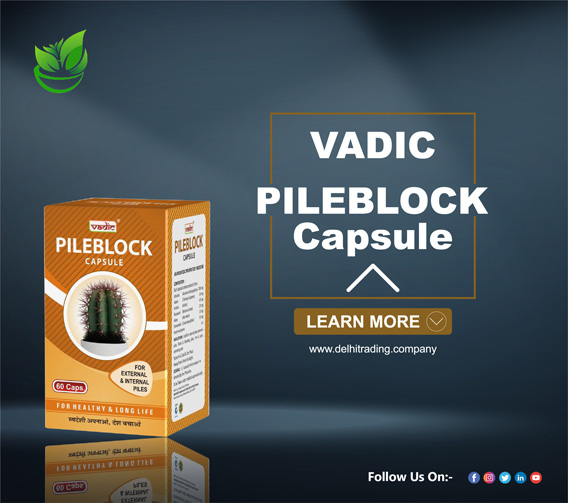 VADIC
PILEBLOCK
Capsule
LEARN MORE
www.delhitrading.company
vadic
PILEBLOCK
CAPSULE
FOR
EXTERNAL
& INTERNAL
PILES
60 Caps
FOR HEALTHY & LONG LIFE
स्वदेशी अपनाओ, देश बचाओ
vadic
PILEBLOCK
CAPSULE
Follow Us On:-